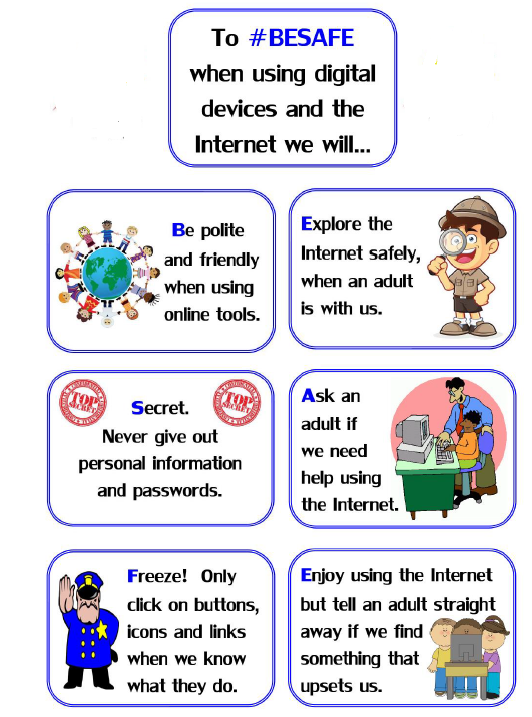 To #BESAFE
when using digital
devices and the
Internet we will...
Be polite
and friendly
when using
online tools.
Explore the
Internet safely,
when an adult
is with us.
TOP SECRET
TOP SECRET
Secret.
Never give out
personal information
and passwords.
Ask an
adult if
we need
help using
the Internet.
Freeze! Only
click on buttons,
icons and links
when we know
what they do.
Enjoy using the Internet
but tell an adult straight
away if we find
something that
upsets us.